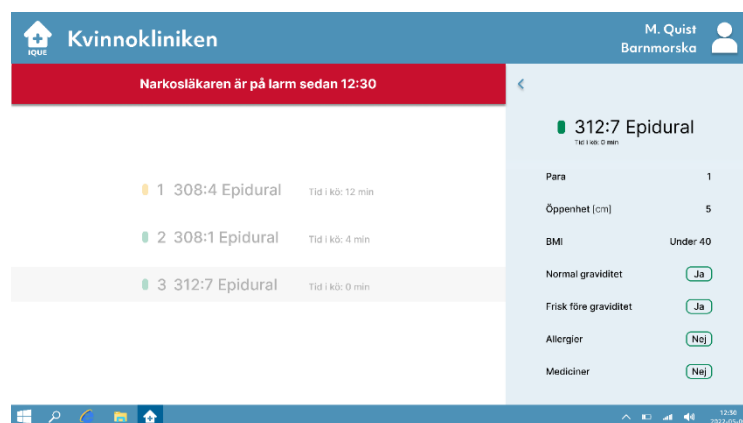 IQUE
Kvinnokliniken
M. Quist
Barnmorska
Narkosläkaren är på larm sedan 12:30
1 308:4 Epidural Tid i kö: 12 min
2 308:1 Epidural Tid i kö: 4 min
3 312:7 Epidural Tid i kö: 0 min
312:7 Epidural
Tid i kö: 0 min
Para 1
Öppenhet [cm] 5
BMI Under 40
Normal graviditet Ja
Frisk före graviditet Ja
Allergier Nej
Mediciner Nej